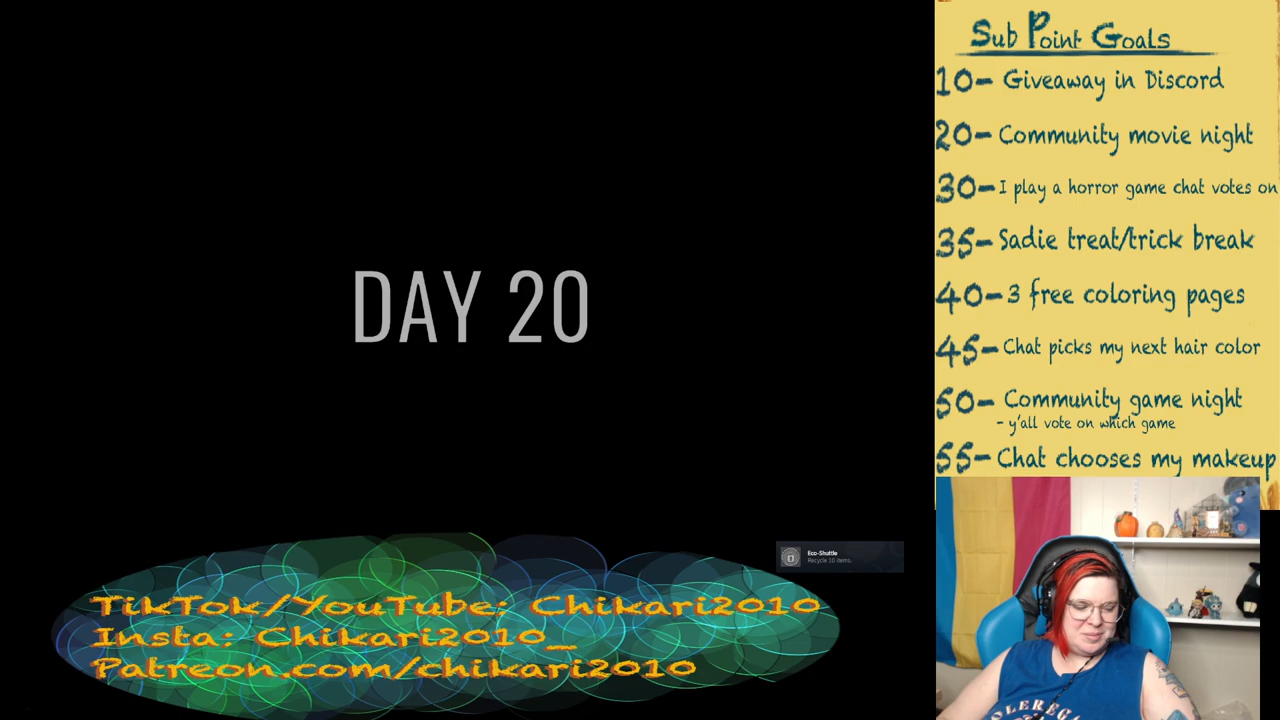 DAY 20
Eco-Shuttle
Recycle 10 items.
TikTok/YouTube: Chikari2010
Insta: Chikari2010_
Patreon.com/chikari2010
Sub Point Goals
10- Giveaway in Discord
20- Community movie night
30- I play a horror game chat votes on
35- Sadie treat/trick break
40- 3 free coloring pages
45- Chat picks my next hair color
50- Community game night
- y'all vote on which game
55- Chat chooses my makeup